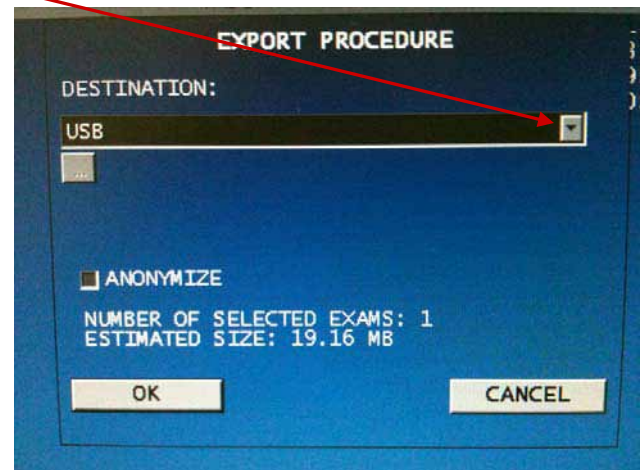 EXPORT PROCEDURE
DESTINATION:
USB
...
ANONYMIZE
NUMBER OF SELECTED EXAMS: 1
ESTIMATED SIZE: 19.16 MB
OK
CANCEL